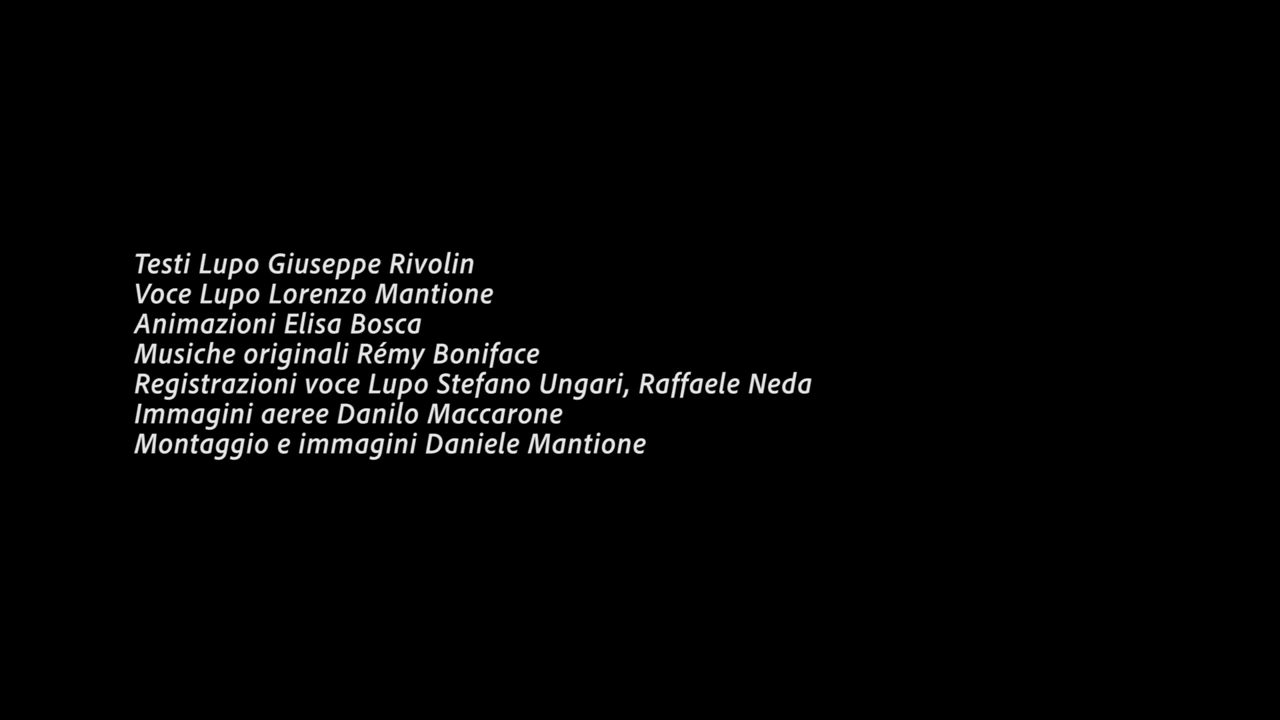 Testi Lupo Giuseppe Rivolin
Voce Lupo Lorenzo Mantione
Animazioni Elisa Bosca
Musiche originali Rémy Boniface
Registrazioni voce Lupo Stefano Ungari, Raffaele Neda
Immagini aeree Danilo Maccarone
Montaggio e immagini Daniele Mantione